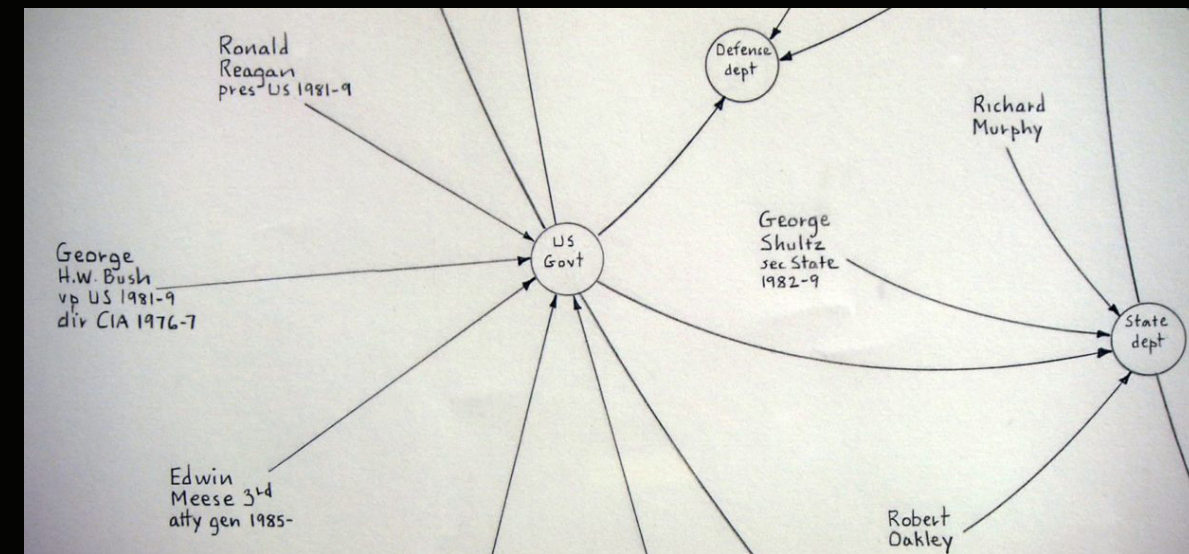 Ronald
Reagan
pres US 1981-9
Defense
dept
Richard
Murphy
George
H.W. Bush
vp US 1981-9
dir CIA 1976-7
US
Govt
George
Shultz
sec State
1982-9
State
dept
Edwin
Meese 3rd
atty gen 1985-
Robert
Oakley